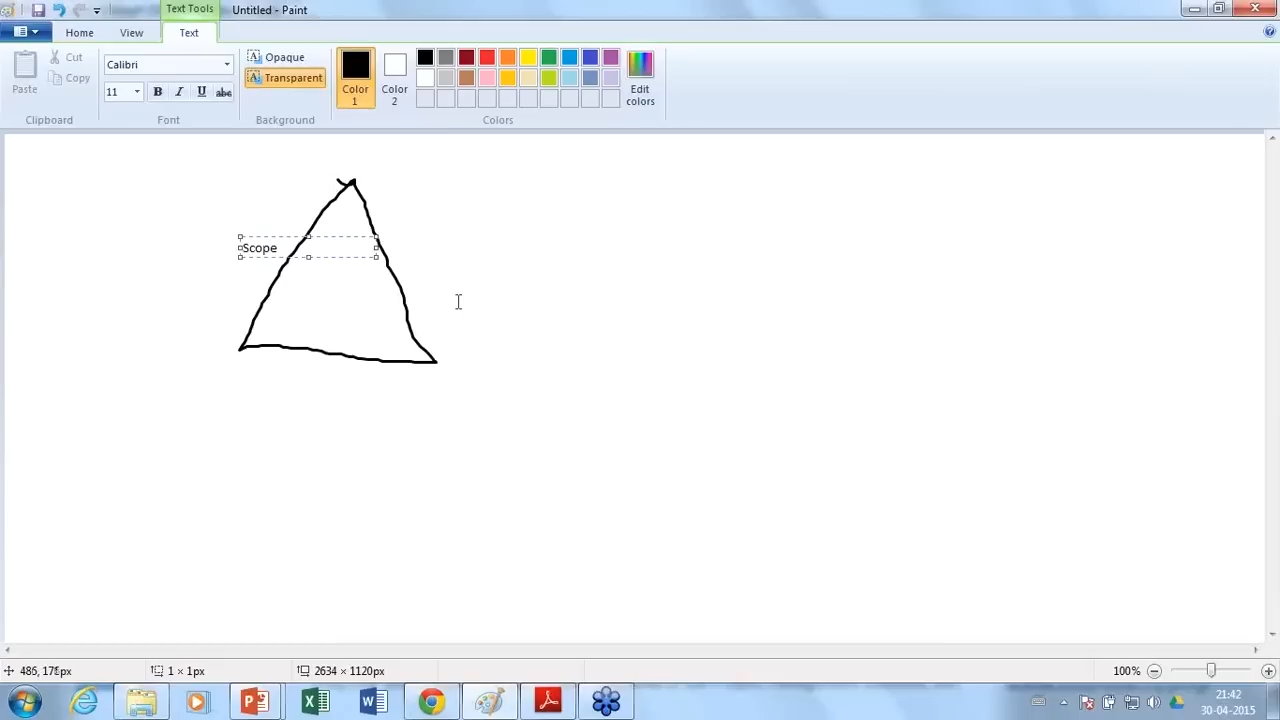 Text Tools
Untitled - Paint
Home
View
Text
Paste
Cut
Copy
Clipboard
Calibri
11
B I U abc
Font
Opaque
Transparent
Background
Color 1
Color 2
Edit colors
Colors
Scope
1 × 1px
2634 × 1120px
100%
21:42
30-04-2015